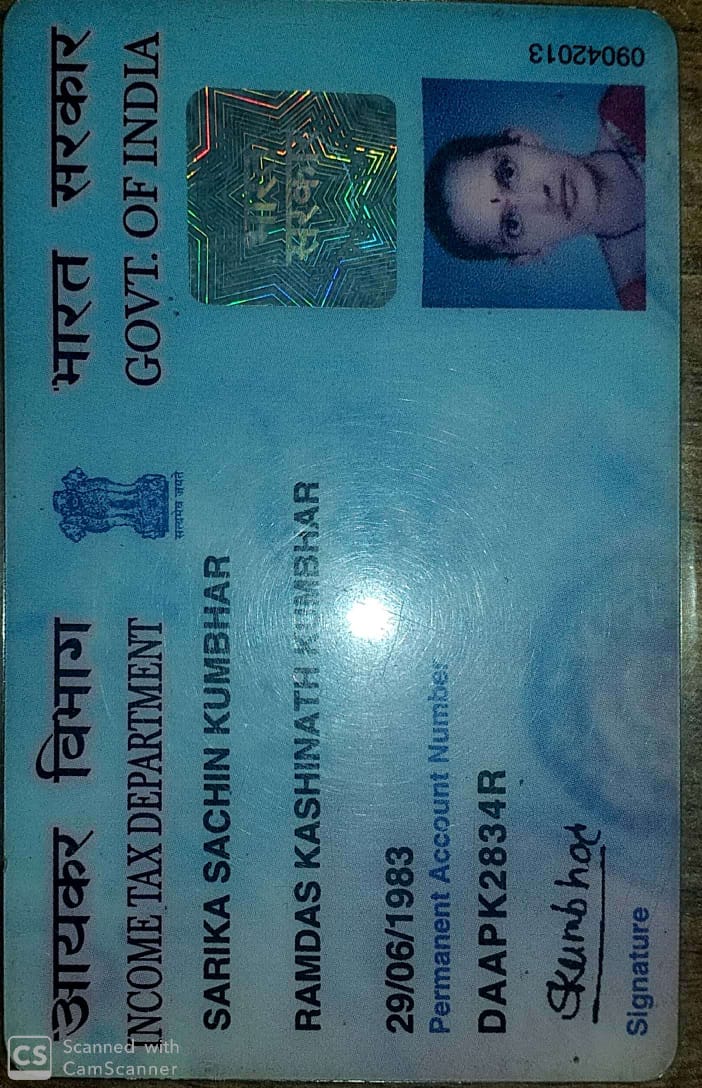 आयकर विभाग
INCOME TAX DEPARTMENT
सत्यमेव जयते
भारत सरकार
GOVT. OF INDIA
SARIKA SACHIN KUMBHAR
भारत
सरकार
RAMDAS KASHINATH KUMBHAR
29/06/1983
Permanent Account Number
DAAPK2834R
Skumbhar
Signature
09042013
CS Scanned with
CamScanner